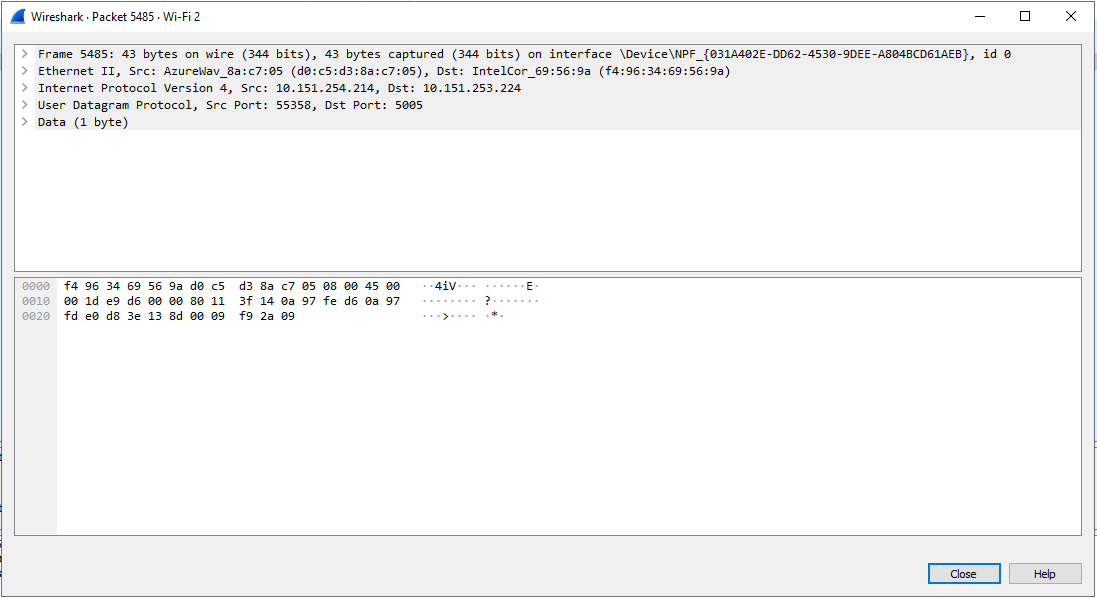 Wireshark · Packet 5485 · Wi-Fi 2
Frame 5485: 43 bytes on wire (344 bits), 43 bytes captured (344 bits) on interface \Device\NPF_{031A402E-DD62-4530-9DEE-A804BCD61AEB}, id 0
Ethernet II, Src: AzureWav_8a:c7:05 (d0:c5:d3:8a:c7:05), Dst: IntelCor_69:56:9a (f4:96:34:69:56:9a)
Internet Protocol Version 4, Src: 10.151.254.214, Dst: 10.151.253.224
User Datagram Protocol, Src Port: 55358, Dst Port: 5005
Data (1 byte)
0000 f4 96 34 69 56 9a d0 c5 d3 8a c7 05 08 00 45 00 ··4iV··· ······E·
0010 00 1d e9 d6 00 00 80 11 3f 14 0a 97 fe d6 0a 97 ········ ?·······
0020 fd e0 d8 3e 13 8d 00 09 f9 2a 09 ···>···· ·*·
Close Help